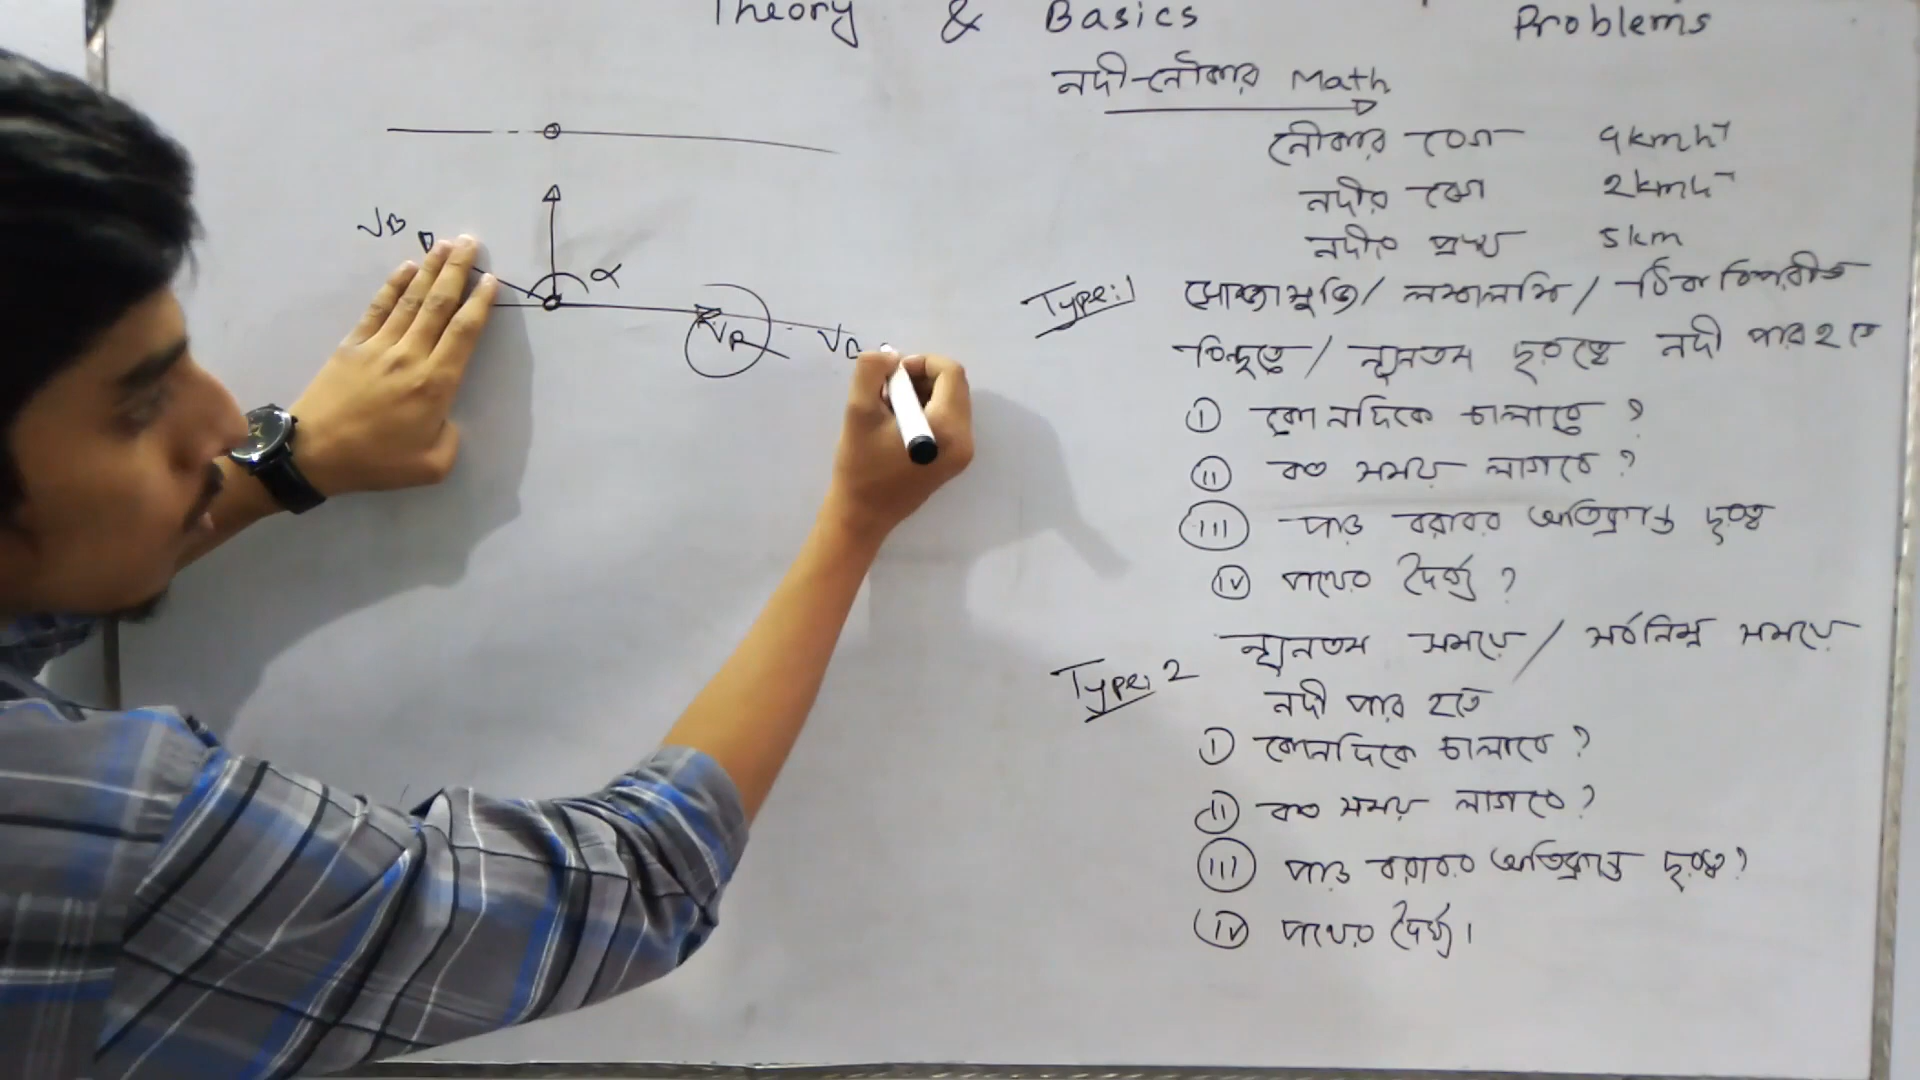 Theory & Basics
Problems
নদী-নৌকার Math
নৌকার বেগ 4kmh⁻¹
নদীর বেগ 2kmh⁻¹
নদীর প্রস্থ 5km
Type:1 সোজাসুজি/ লম্বালম্বি/ ঠিক বিপরীত
বিন্দুতে/ ন্যূনতম দূরত্বে নদী পার হতে
(i) কোনদিকে চালাবে?
(ii) কত সময় লাগবে?
(iii) পাড় বরাবর অতিক্রান্ত দূরত্ব
(iv) পথের দৈর্ঘ্য?
Type: 2 ন্যূনতম সময়ে/ সর্বনিম্ন সময়ে
নদী পার হতে
(i) কোনদিকে চালাবে?
(ii) কত সময় লাগবে?
(iii) পাড় বরাবর অতিক্রান্ত দূরত্ব?
(iv) পথের দৈর্ঘ্য।
VB
α
VR